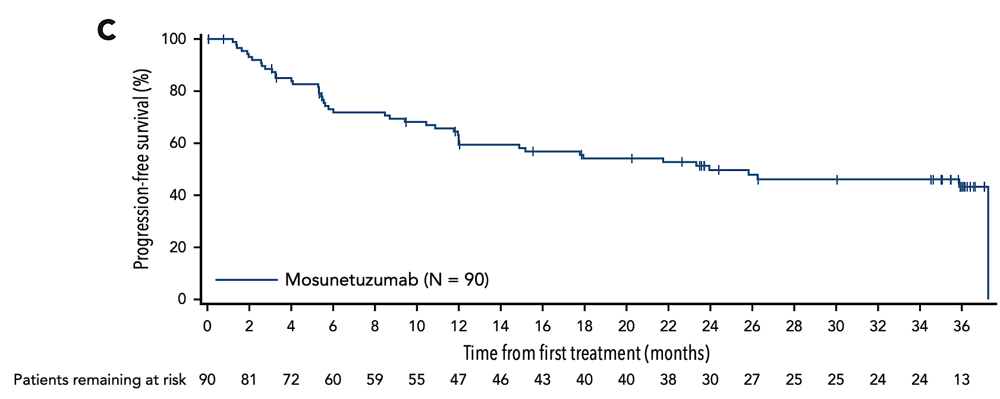 C
Progression-free survival (%)
100
80
60
40
20
0
Mosunetuzumab (N = 90)
0 2 4 6 8 10 12 14 16 18 20 22 24 26 28 30 32 34 36
Time from first treatment (months)
Patients remaining at risk 90 81 72 60 59 55 47 46 43 40 40 38 30 27 25 25 24 24 13